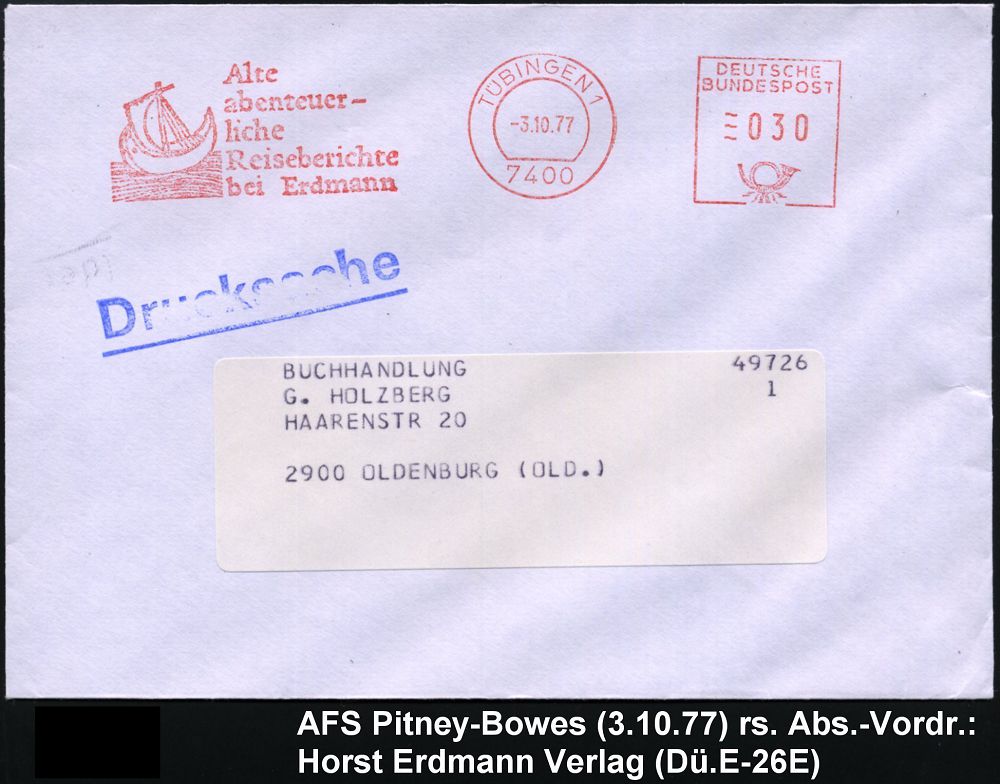 Alte
abenteuer-
liche
Reiseberichte
bei Erdmann
TÜBINGEN 1
-3.10.77
7400
DEUTSCHE
BUNDESPOST
030
Drucksache
BUCHHANDLUNG 49726
G. HOLZBERG 1
HAARENSTR 20
2900 OLDENBURG (OLD.)
AFS Pitney-Bowes (3.10.77) rs. Abs.-Vordr.:
Horst Erdmann Verlag (Dü.E-26E)